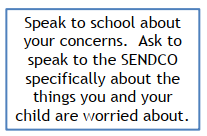 Speak to school about
your concerns.  Ask to
speak to the SENDCO
specifically about the
things you and your
child are worried about.